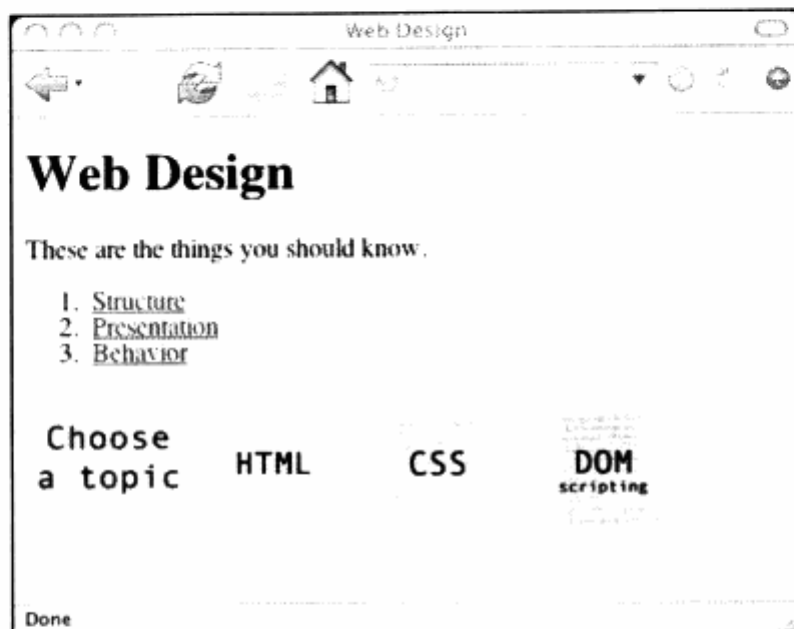 Web Design
Web Design
These are the things you should know.
1. Structure
2. Presentation
3. Behavior
Choose
a topic
HTML
CSS
DOM
scripting
Done